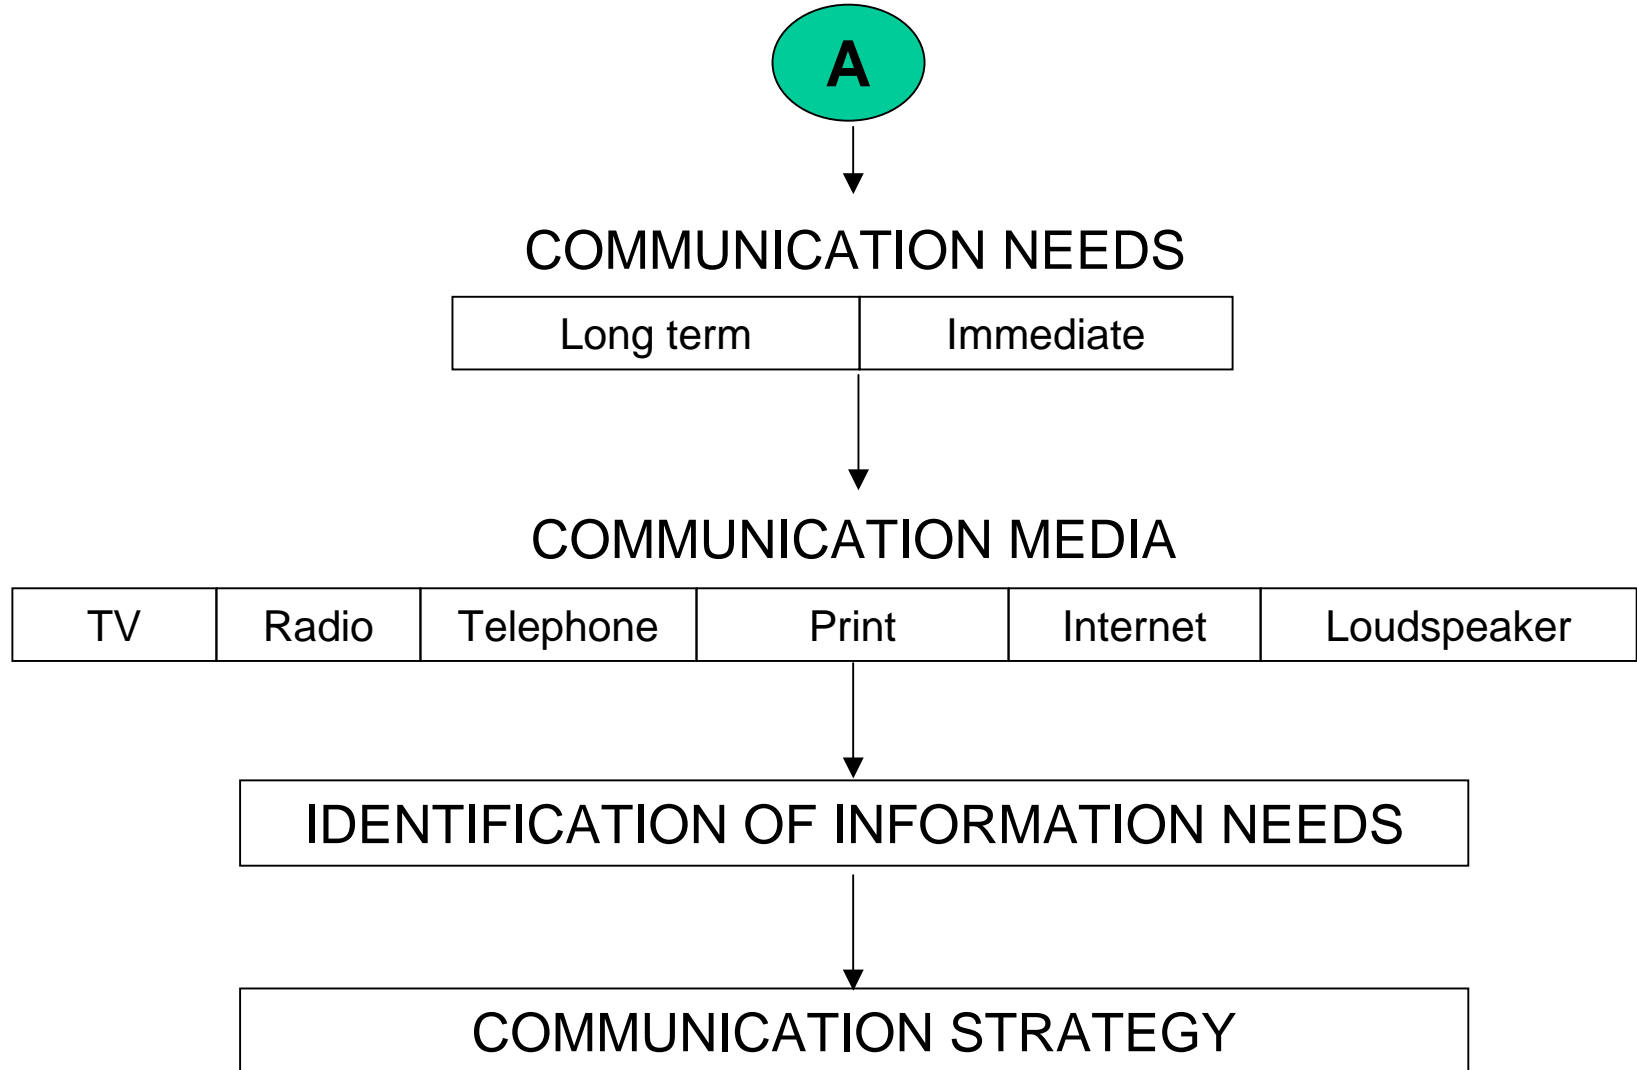 A
COMMUNICATION NEEDS
Long term Immediate
COMMUNICATION MEDIA
TV Radio Telephone Print Internet Loudspeaker
IDENTIFICATION OF INFORMATION NEEDS
COMMUNICATION STRATEGY